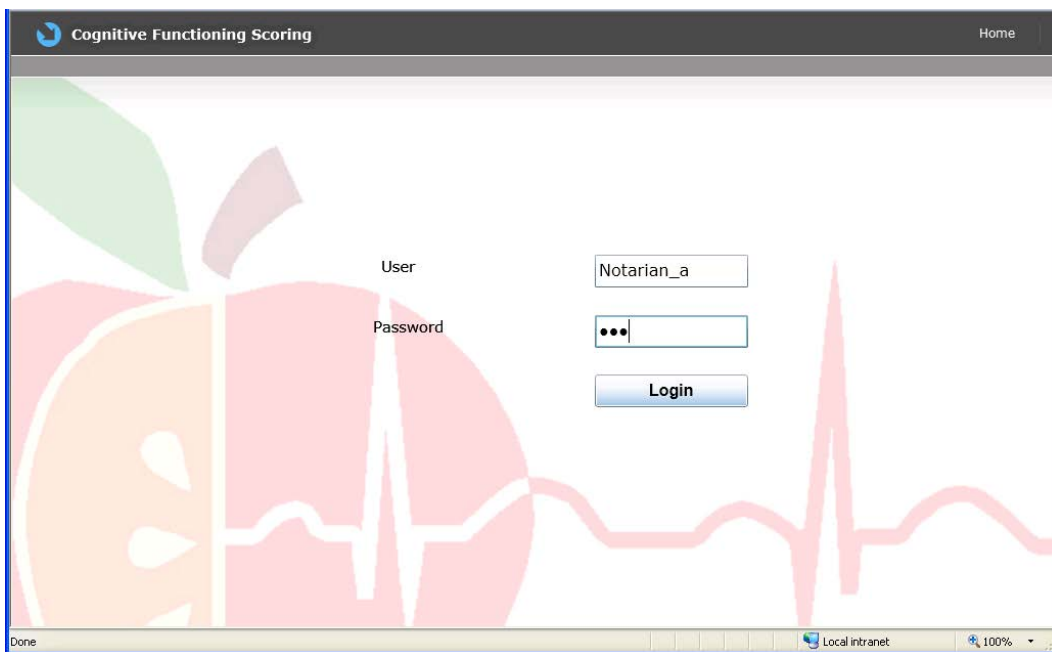 Cognitive Functioning Scoring Home
User Notarian_a
Password •••
Login
Done Local intranet 100%